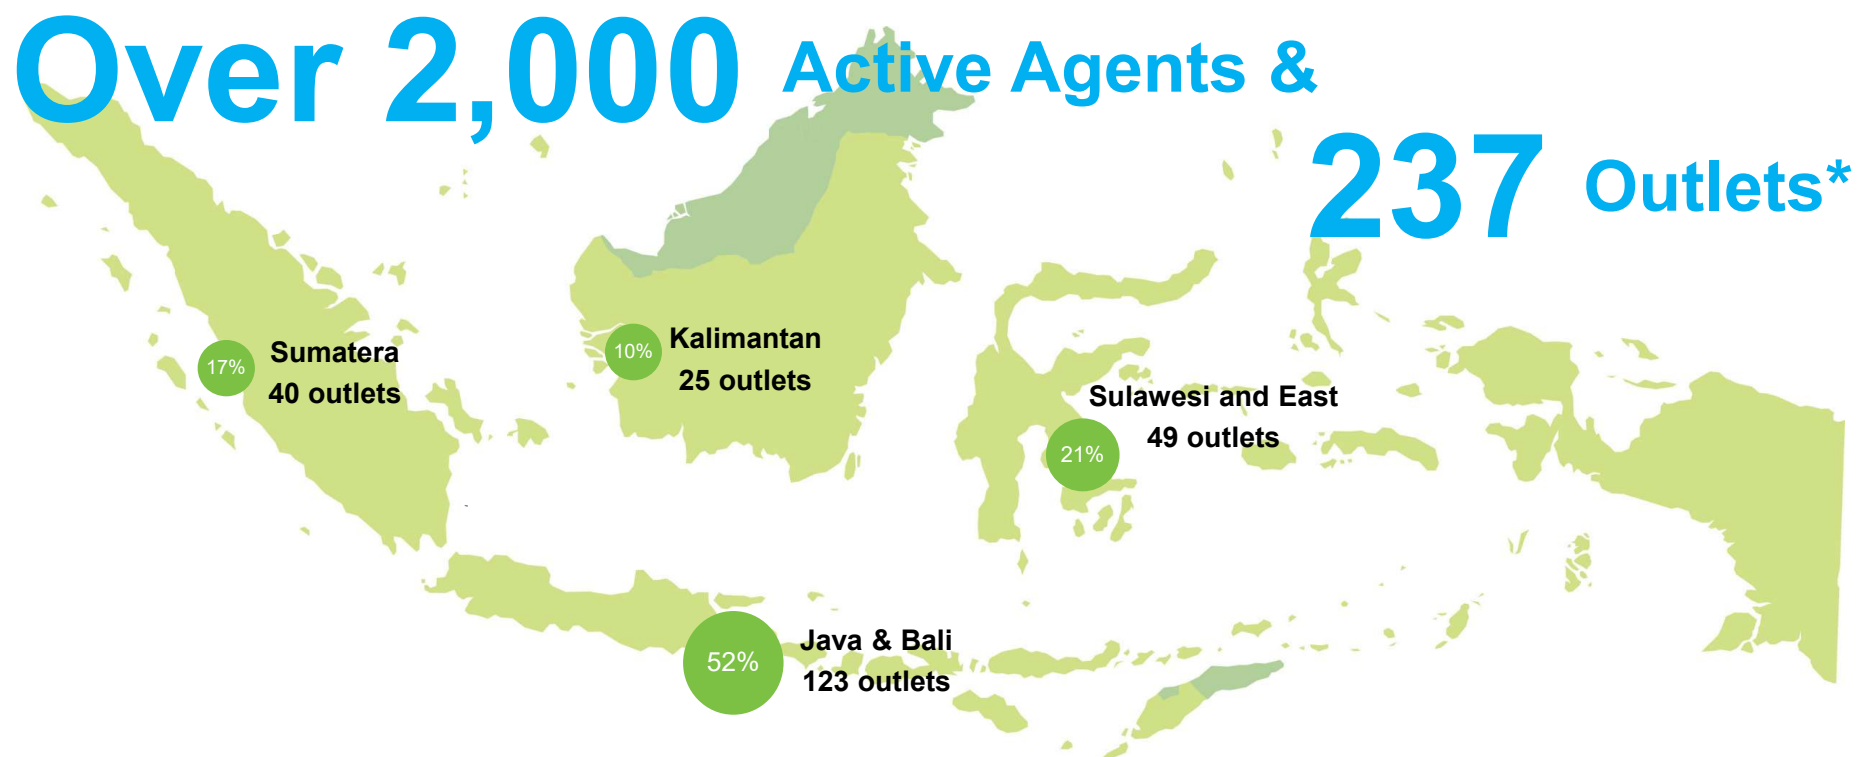 Over 2,000 Active Agents &
237 Outlets*
17%
Sumatera
40 outlets
10%
Kalimantan
25 outlets
Sulawesi and East
49 outlets
21%
52%
Java & Bali
123 outlets